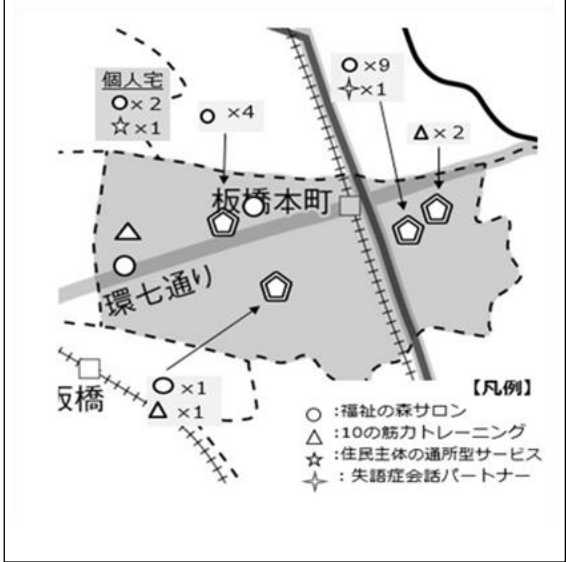 個人宅
○× 2
☆×1
○ ×4
○×9
✧×1
△× 2
板橋本町
環七通り
○×1
△ ×1
板橋
【凡例】
○ :福祉の森サロン
△ :10の筋力トレーニング
☆ :住民主体の通所型サービス
✧ : 失語症会話パートナー